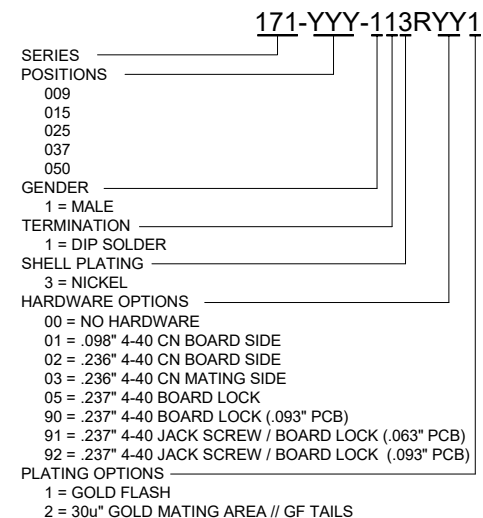 171-YYY-113RYY1
SERIES
POSITIONS
009
015
025
037
050
GENDER
1 = MALE
TERMINATION
1 = DIP SOLDER
SHELL PLATING
3 = NICKEL
HARDWARE OPTIONS
00 = NO HARDWARE
01 = .098" 4-40 CN BOARD SIDE
02 = .236" 4-40 CN BOARD SIDE
03 = .236" 4-40 CN MATING SIDE
05 = .237" 4-40 BOARD LOCK
90 = .237" 4-40 BOARD LOCK (.093" PCB)
91 = .237" 4-40 JACK SCREW / BOARD LOCK (.063" PCB)
92 = .237" 4-40 JACK SCREW / BOARD LOCK (.093" PCB)
PLATING OPTIONS
1 = GOLD FLASH
2 = 30u" GOLD MATING AREA // GF TAILS